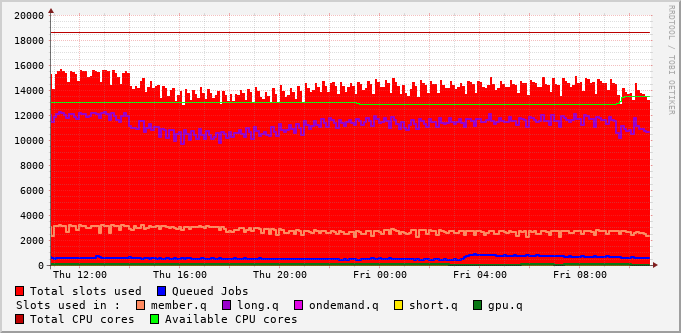 20000
18000
16000
14000
12000
10000
8000
6000
4000
2000
0
Thu 12:00 Thu 16:00 Thu 20:00 Fri 00:00 Fri 04:00 Fri 08:00
RRDTOOL / TOBI OETIKER
Total slots used Queued Jobs
Slots used in : member.q long.q ondemand.q short.q gpu.q
Total CPU cores Available CPU cores